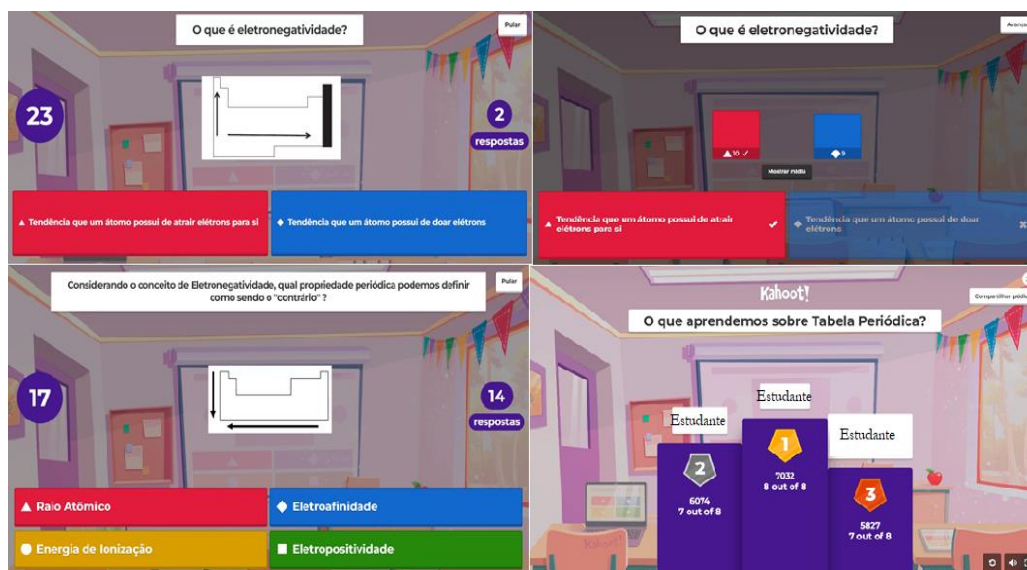 O que é eletronegatividade?
Pular
23
2
respostas
▲ Tendência que um átomo possui de atrair elétrons para si
◆ Tendência que um átomo possui de doar elétrons
O que é eletronegatividade?
▲
◆
Mostrar mídia
▲ Tendência que um átomo possui de atrair
elétrons para si ✔
◆ Tendência que um átomo possui de doar
elétrons ✖
Considerando o conceito de Eletronegatividade, qual propriedade periódica podemos definir
como sendo o "contrário" ?
Pular
17
14
respostas
▲ Raio Atômico
◆ Eletroafinidade
● Energia de Ionização
■ Eletropositividade
Kahoot!
Compartilhar
O que aprendemos sobre Tabela Periódica?
Estudante
Estudante
Estudante
1
7032
8 out of 8
2
6074
7 out of 8
3
5827
7 out of 8
Kahoot!